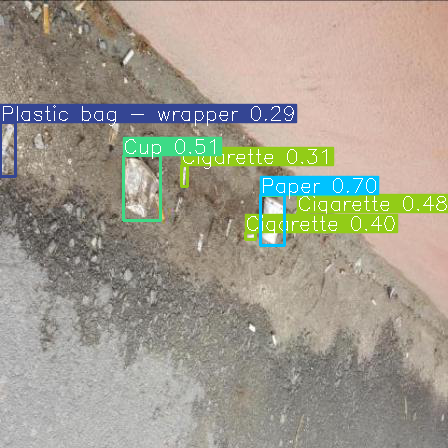 Plastic bag – wrapper 0.29
Cup 0.51
Cigarette 0.31
Paper 0.70
Cigarette 0.48
Cigarette 0.40